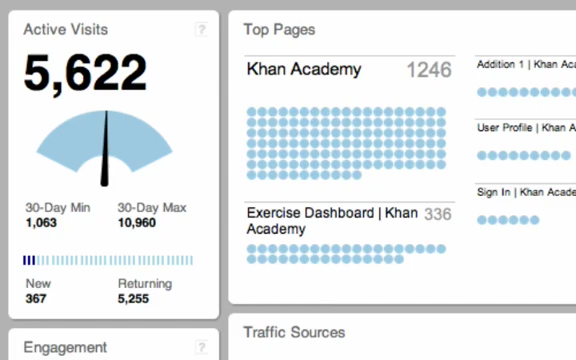 Active Visits ?
5,622
30-Day Min 30-Day Max
1,063 10,960
New Returning
367 5,255
Engagement ?
Top Pages
Khan Academy 1246
Exercise Dashboard | Khan 336
Academy
Addition 1 | Khan Aca
User Profile | Khan A
Sign In | Khan Acade
Traffic Sources